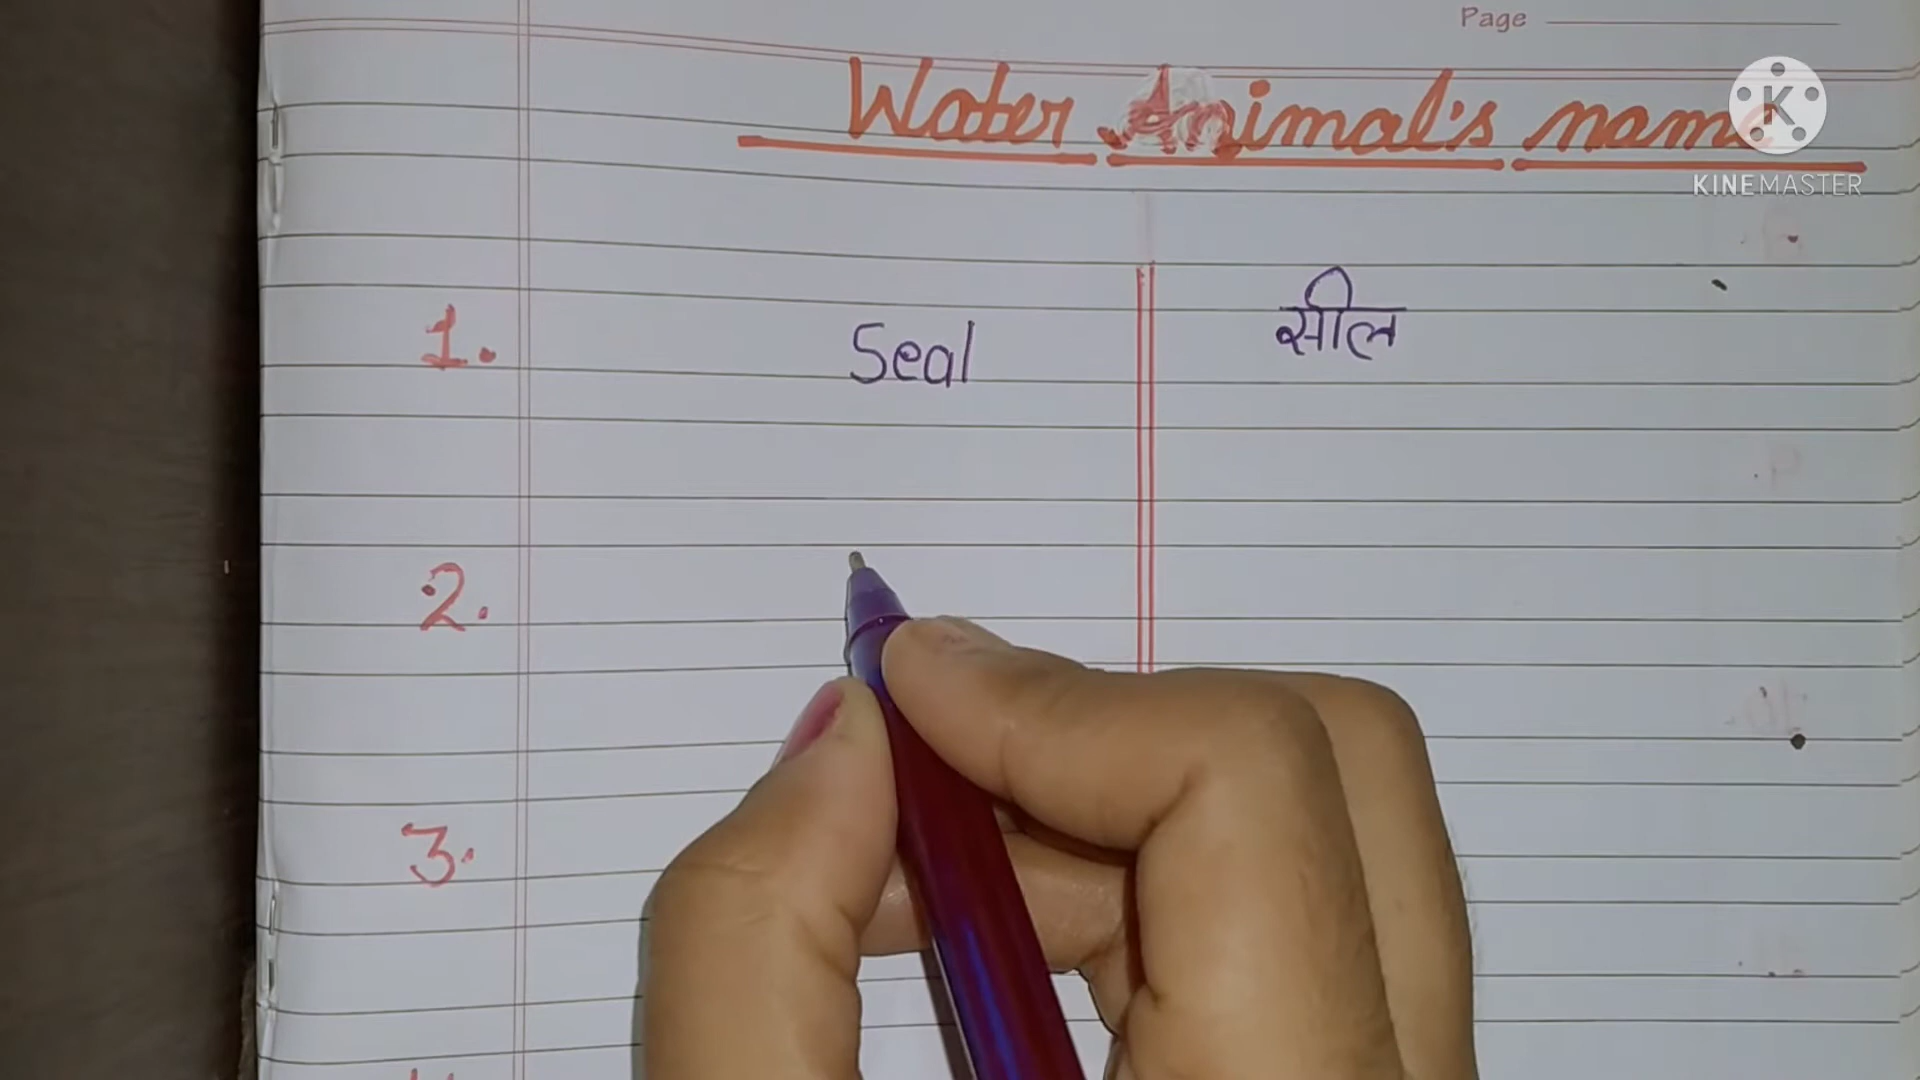 Page
Water Animal's name
KINEMASTER
1. Seal सील
2.
3.